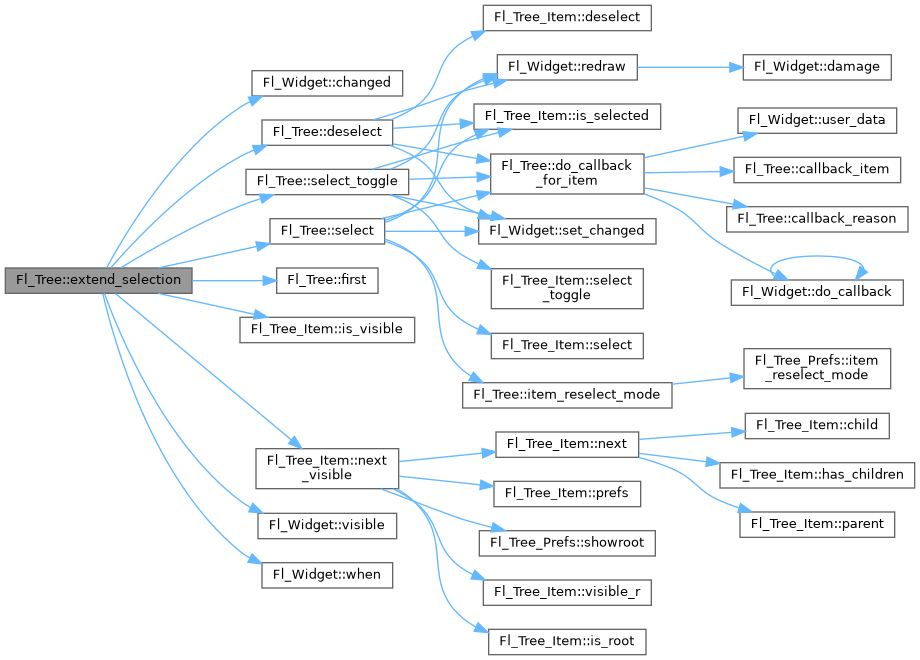 Fl_Tree::extend_selection
Fl_Widget::changed
Fl_Tree::deselect
Fl_Tree::select_toggle
Fl_Tree::select
Fl_Tree::first
Fl_Tree_Item::is_visible
Fl_Tree_Item::next
_visible
Fl_Widget::visible
Fl_Widget::when
Fl_Tree_Item::deselect
Fl_Widget::redraw
Fl_Tree_Item::is_selected
Fl_Tree::do_callback
_for_item
Fl_Widget::set_changed
Fl_Tree_Item::select
_toggle
Fl_Tree_Item::select
Fl_Tree::item_reselect_mode
Fl_Tree_Item::next
Fl_Tree_Item::prefs
Fl_Tree_Prefs::showroot
Fl_Tree_Item::visible_r
Fl_Tree_Item::is_root
Fl_Widget::damage
Fl_Widget::user_data
Fl_Tree::callback_item
Fl_Tree::callback_reason
Fl_Widget::do_callback
Fl_Tree_Prefs::item
_reselect_mode
Fl_Tree_Item::child
Fl_Tree_Item::has_children
Fl_Tree_Item::parent